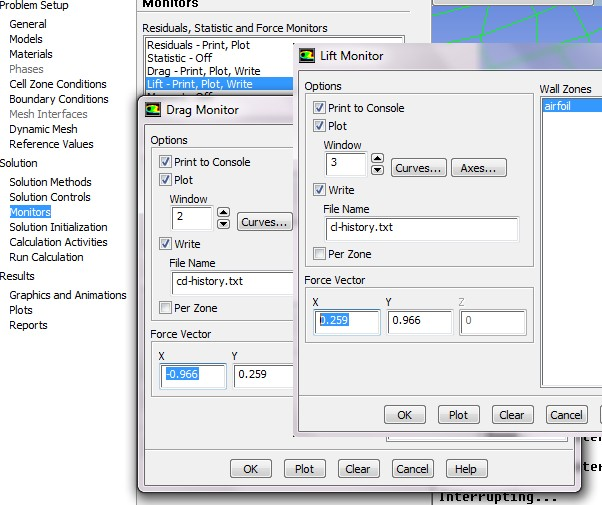 Problem Setup
General
Models
Materials
Phases
Cell Zone Conditions
Boundary Conditions
Mesh Interfaces
Dynamic Mesh
Reference Values
Solution
Solution Methods
Solution Controls
Monitors
Solution Initialization
Calculation Activities
Run Calculation
Results
Graphics and Animations
Plots
Reports
Monitors
Residuals, Statistic and Force Monitors
Residuals - Print, Plot
Statistic - Off
Drag - Print, Plot, Write
Lift - Print, Plot, Write
Drag Monitor
Options
Print to Console
Plot
Window
2
Curves...
Write
File Name
cd-history.txt
Per Zone
Force Vector
X
Y
-0.966
0.259
OK
Plot
Clear
Cancel
Help
Lift Monitor
Options
Print to Console
Plot
Window
3
Curves...
Axes...
Write
File Name
cl-history.txt
Per Zone
Force Vector
X
Y
Z
0.259
0.966
0
Wall Zones
airfoil
OK
Plot
Clear
Cancel
Interrupting...